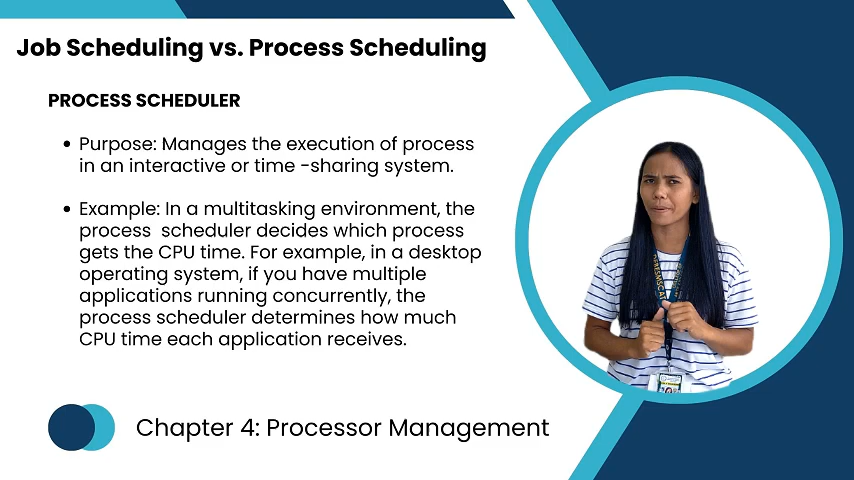 Job Scheduling vs. Process Scheduling
PROCESS SCHEDULER
Purpose: Manages the execution of process
in an interactive or time -sharing system.
Example: In a multitasking environment, the
process scheduler decides which process
gets the CPU time. For example, in a desktop
operating system, if you have multiple
applications running concurrently, the
process scheduler determines how much
CPU time each application receives.
Chapter 4: Processor Management